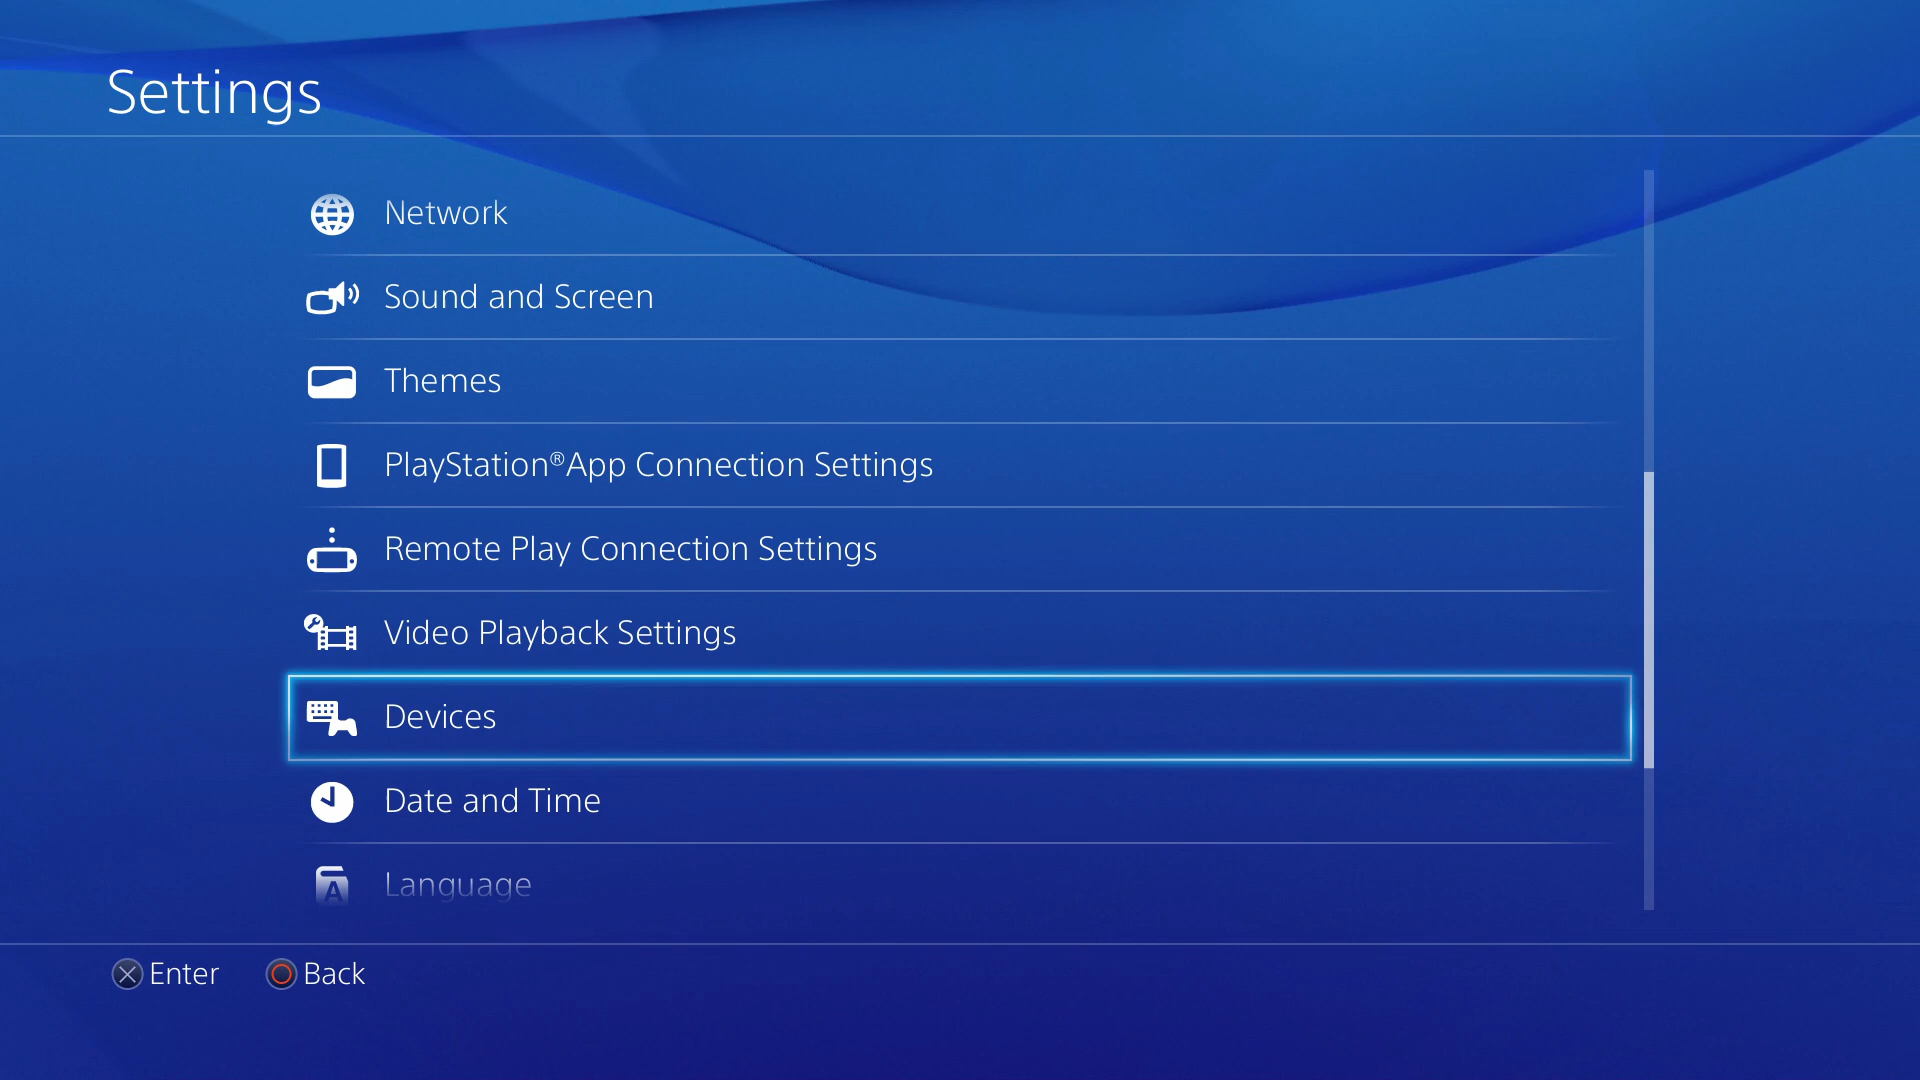 Settings
Network
Sound and Screen
Themes
PlayStation®App Connection Settings
Remote Play Connection Settings
Video Playback Settings
Devices
Date and Time
Language
Enter
Back